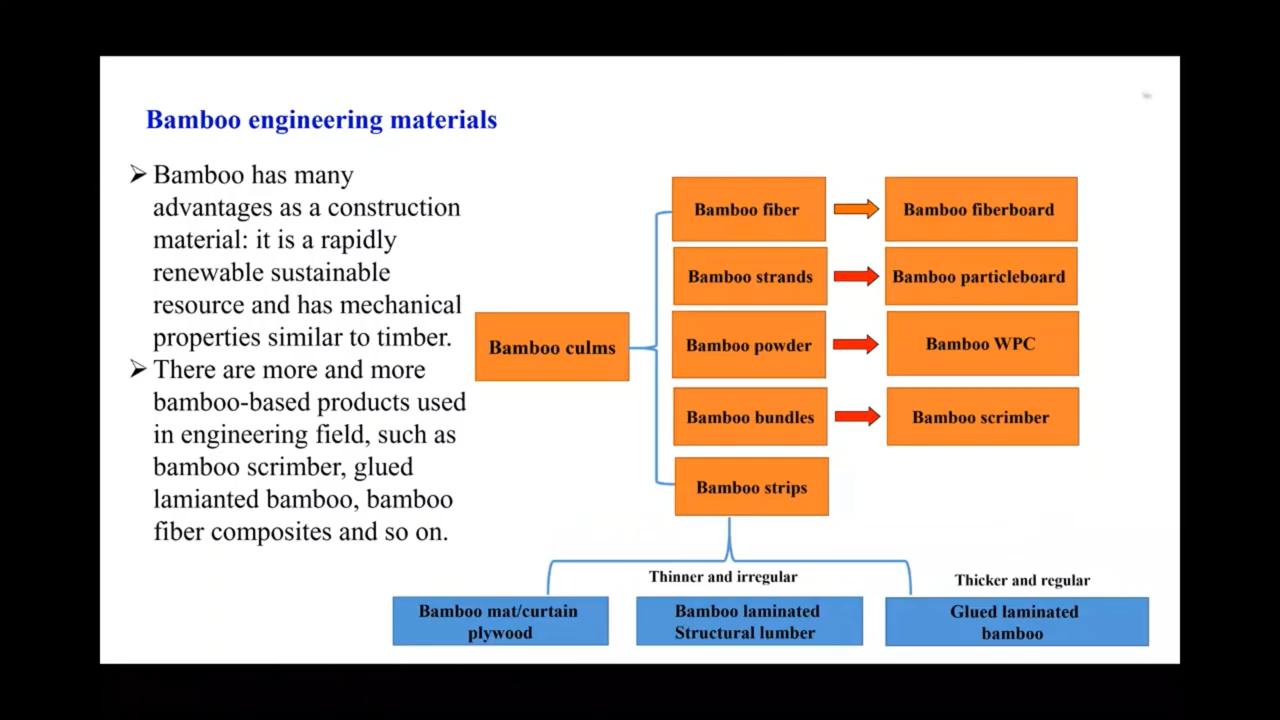 Bamboo engineering materials
Bamboo has many
advantages as a construction
material: it is a rapidly
renewable sustainable
resource and has mechanical
properties similar to timber.
There are more and more
bamboo-based products used
in engineering field, such as
bamboo scrimber, glued
lamianted bamboo, bamboo
fiber composites and so on.
Bamboo culms
Bamboo fiber
Bamboo fiberboard
Bamboo strands
Bamboo particleboard
Bamboo powder
Bamboo WPC
Bamboo bundles
Bamboo scrimber
Bamboo strips
Thinner and irregular
Thicker and regular
Bamboo mat/curtain
plywood
Bamboo laminated
Structural lumber
Glued laminated
bamboo